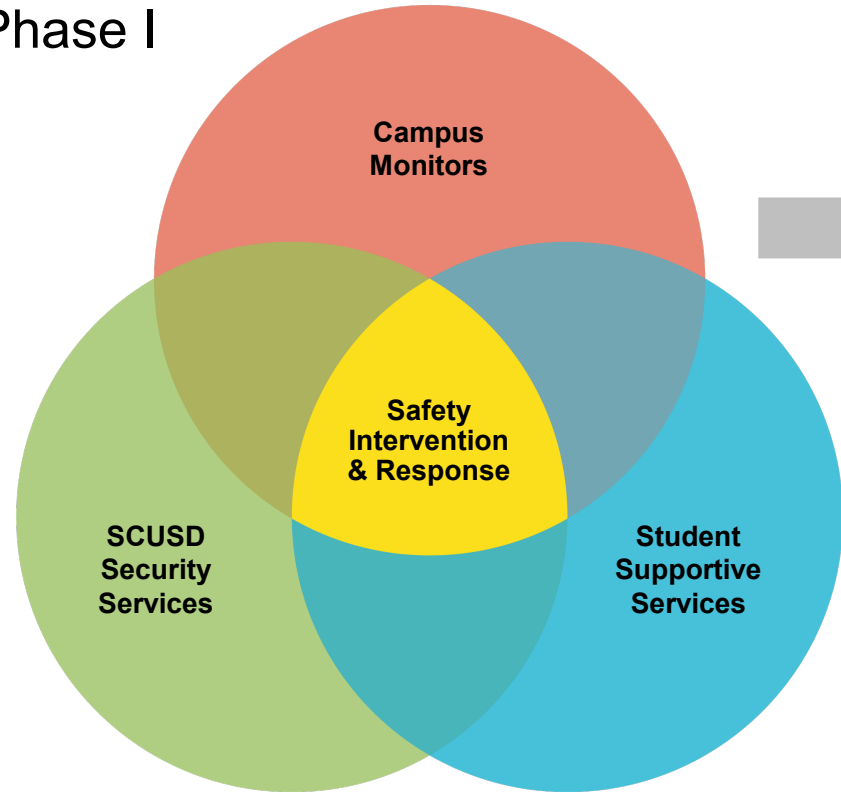 Phase I
Campus
Monitors
Safety
Intervention
& Response
SCUSD
Security
Services
Student
Supportive
Services